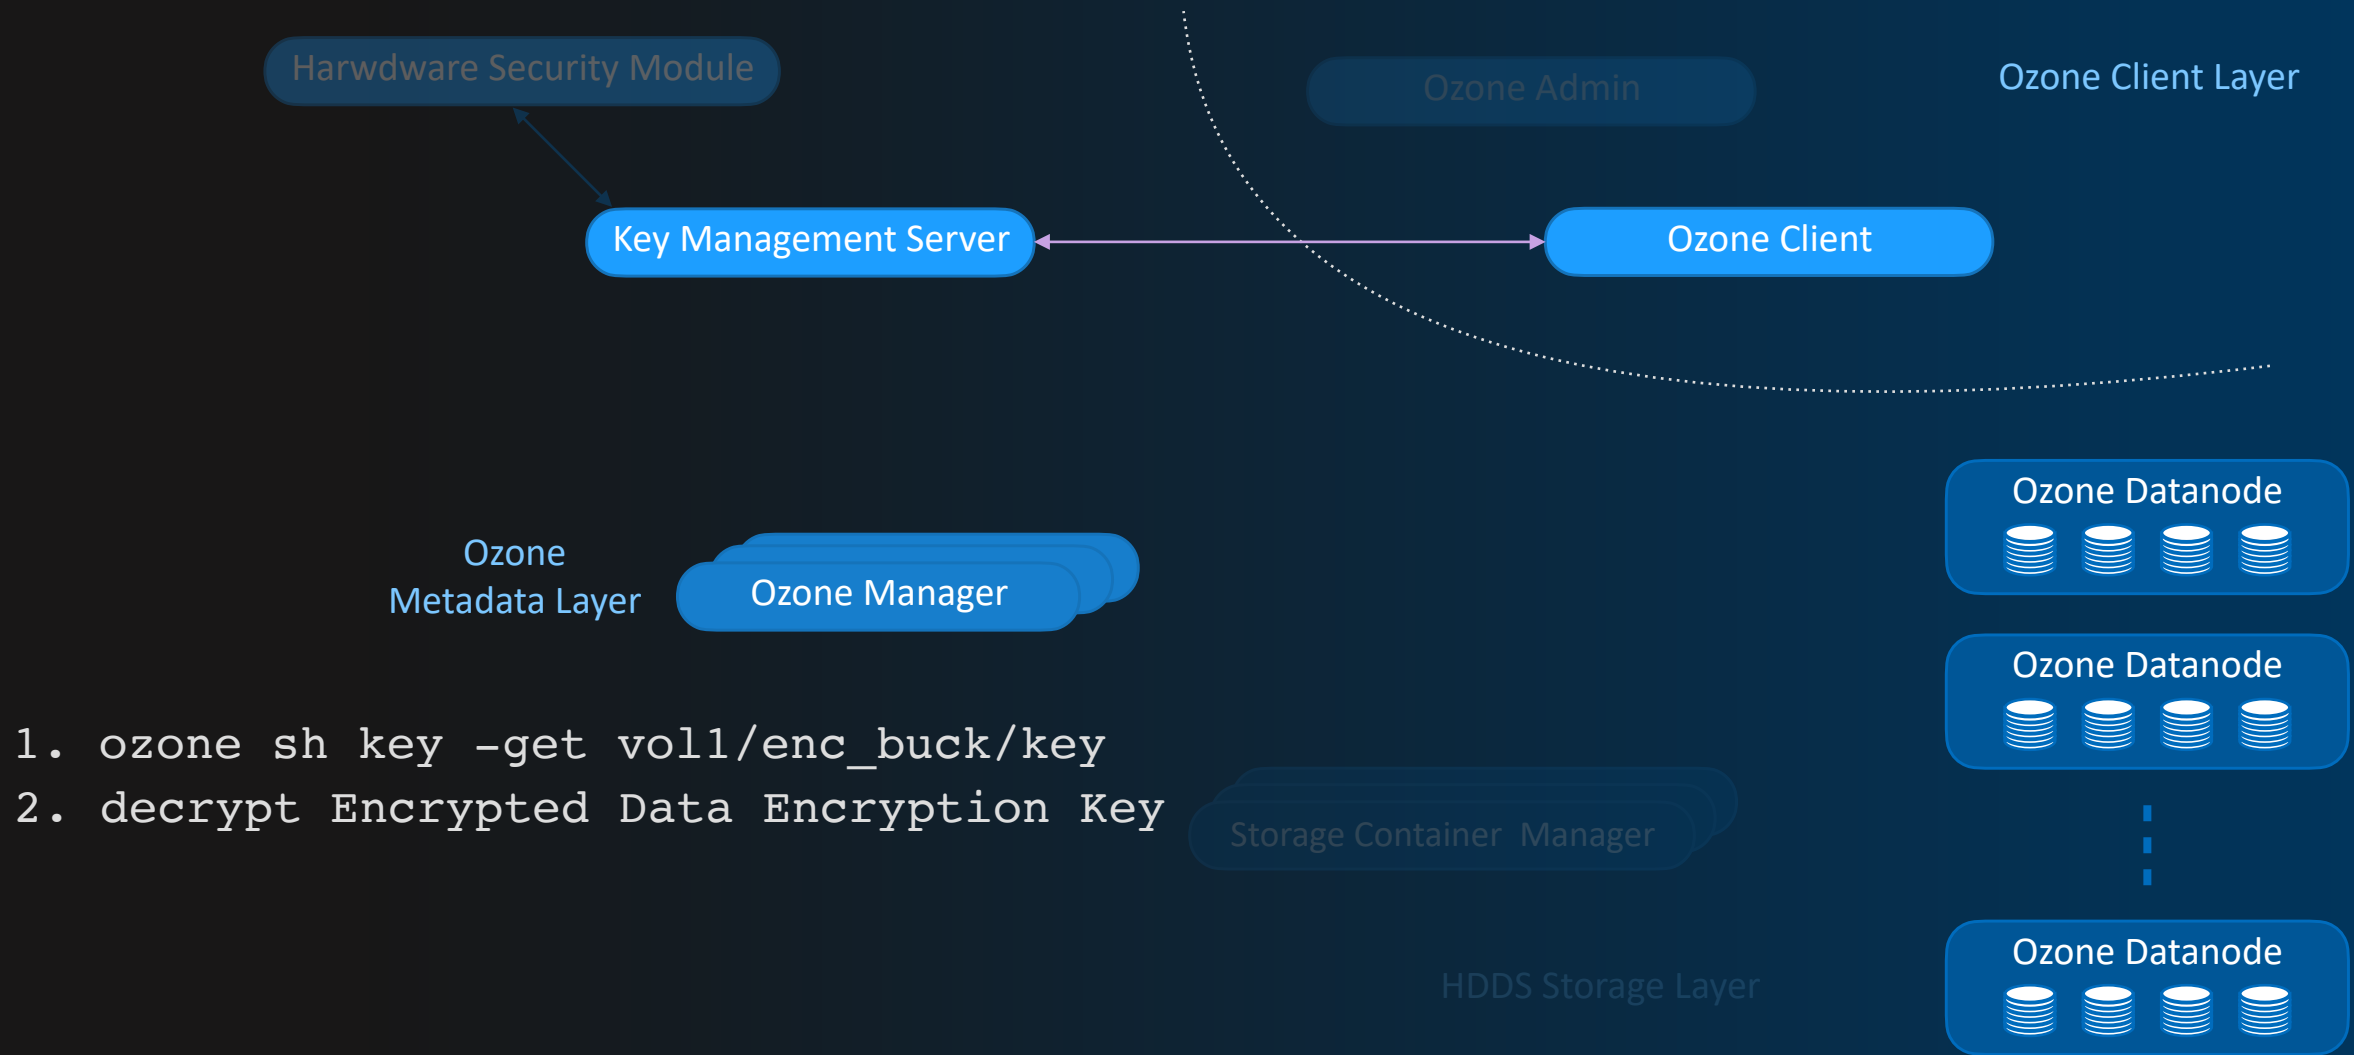 Harwdware Security Module
Ozone Admin
Ozone Client Layer
Key Management Server
Ozone Client
Ozone Datanode
Ozone
Metadata Layer
Ozone Manager
Ozone Datanode
1. ozone sh key -get vol1/enc_buck/key
2. decrypt Encrypted Data Encryption Key
Storage Container Manager
Ozone Datanode
HDDS Storage Layer